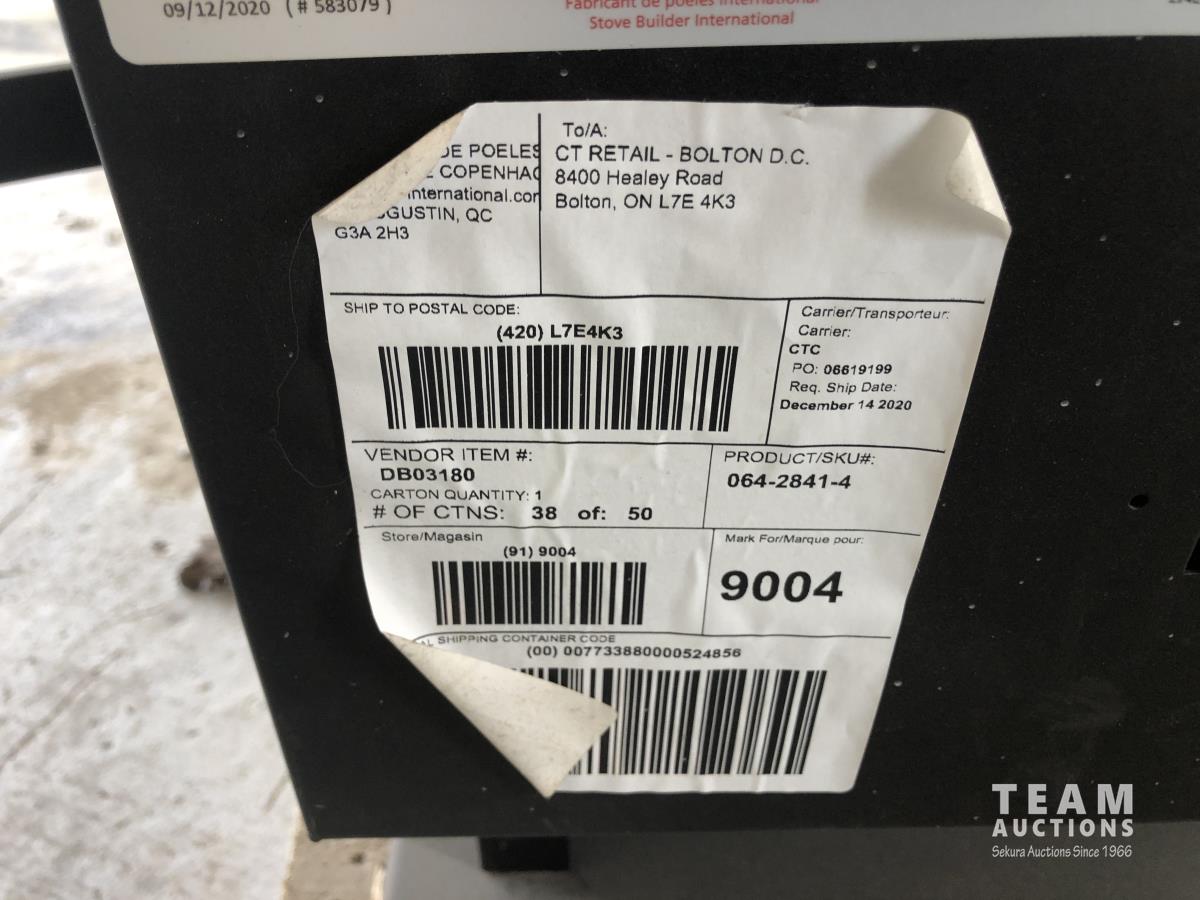 09/12/2020 (# 583079)
Fabricant de poêles international
Stove Builder International
DE POELES
COPENHAG
international.com
GUSTIN, QC
G3A 2H3
To/A:
CT RETAIL - BOLTON D.C.
8400 Healey Road
Bolton, ON L7E 4K3
SHIP TO POSTAL CODE:
(420) L7E4K3
Carrier/Transporteur:
Carrier:
CTC
PO: 06619199
Req. Ship Date:
December 14 2020
VENDOR ITEM #:
DB03180
CARTON QUANTITY: 1
# OF CTNS: 38 of: 50
PRODUCT/SKU#:
064-2841-4
Store/Magasin
(91) 9004
Mark For/Marque pour:
9004
AL SHIPPING CONTAINER CODE
(00) 007733880000524856
TEAM
AUCTIONS
Sekura Auctions Since 1966